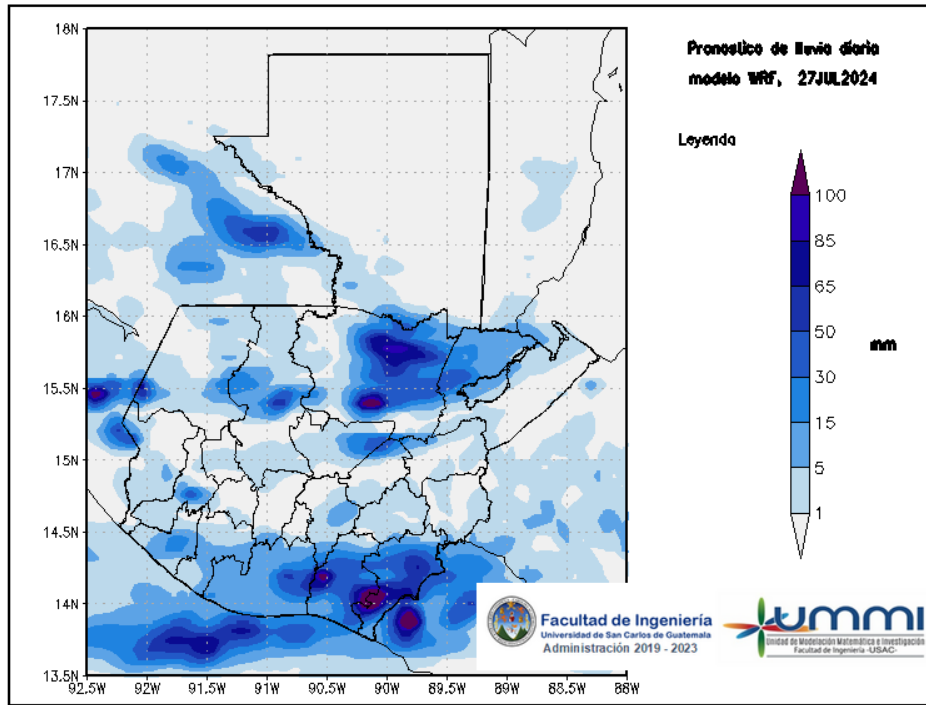 18N
17.5N
17N
16.5N
16N
15.5N
15N
14.5N
14N
13.5N
92.5W
92W
91.5W
91W
90.5W
90W
89.5W
89W
88.5W
88W
Pronostico de lluvia diaria
modelo WRF, 27JUL2024
Leyenda
100
85
65
50
30
15
5
1
mm
Facultad de Ingeniería
Universidad de San Carlos de Guatemala
Administración 2019 - 2023
UMMI
Unidad de Modelación Matemática e Investigación
Facultad de Ingeniería -USAC-